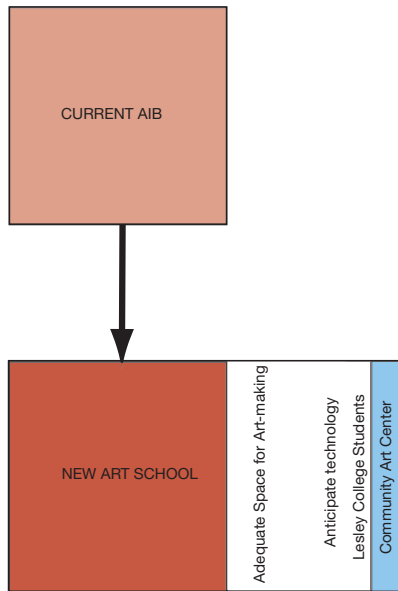 CURRENT AIB
NEW ART SCHOOL
Adequate Space for Art-making
Anticipate technology
Lesley College Students
Community Art Center